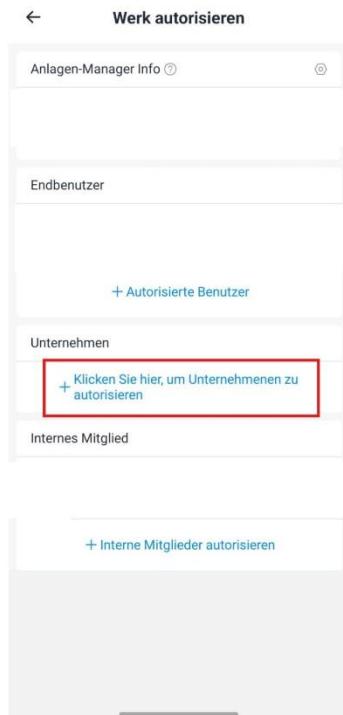 Werk autorisieren
Anlagen-Manager Info
Endbenutzer
+ Autorisierte Benutzer
Unternehmen
+ Klicken Sie hier, um Unternehmenen zu
autorisieren
Internes Mitglied
+ Interne Mitglieder autorisieren